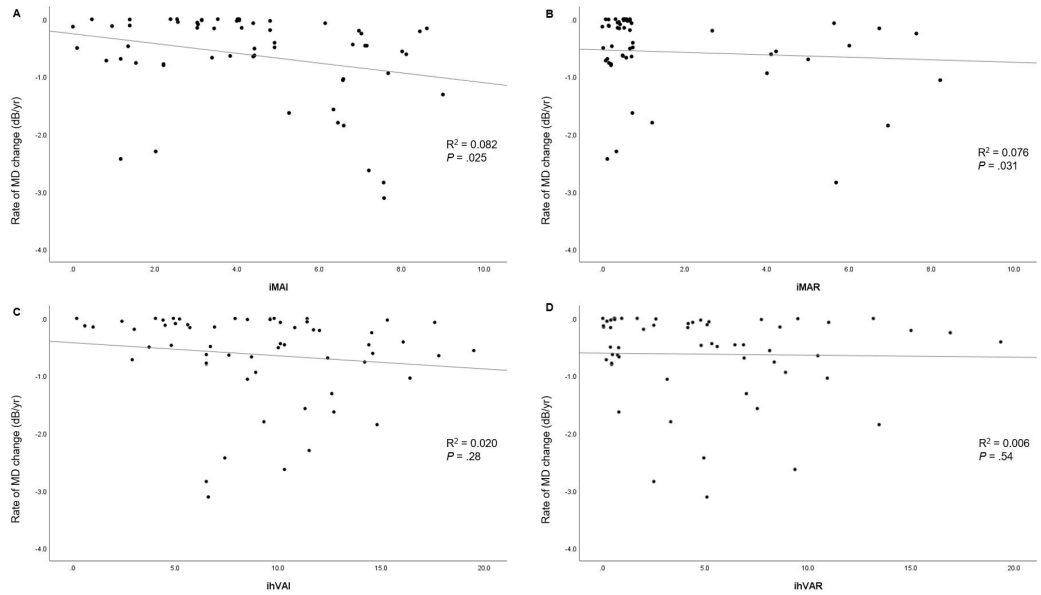 A
Rate of MD change (dB/yr)
.0
-1.0
-2.0
-3.0
-4.0
R² = 0.082
P = .025
.0 2.0 4.0 6.0 8.0 10.0
iMAI
B
Rate of MD change (dB/yr)
.0
-1.0
-2.0
-3.0
-4.0
R² = 0.076
P = .031
.0 2.0 4.0 6.0 8.0 10.0
iMAR
C
Rate of MD change (dB/yr)
.0
-1.0
-2.0
-3.0
-4.0
R² = 0.020
P = .28
.0 5.0 10.0 15.0 20.0
ihVAI
D
Rate of MD change (dB/yr)
.0
-1.0
-2.0
-3.0
-4.0
R² = 0.006
P = .54
.0 5.0 10.0 15.0 20.0
ihVAR